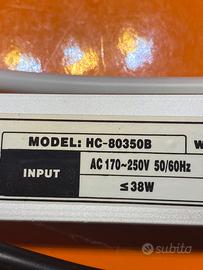 MODEL: HC-80350B
INPUT
AC 170~250V 50/60Hz
≤38W
subito